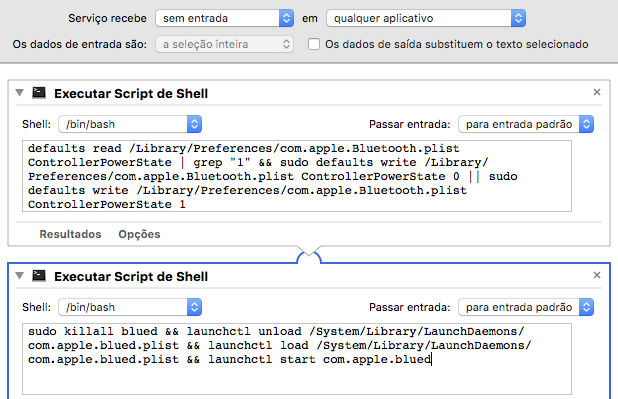 Serviço recebe sem entrada em qualquer aplicativo
Os dados de entrada são: a seleção inteira Os dados de saída substituem o texto selecionado
Executar Script de Shell
Shell: /bin/bash Passar entrada: para entrada padrão
defaults read /Library/Preferences/com.apple.Bluetooth.plist
ControllerPowerState | grep "1" && sudo defaults write /Library/
Preferences/com.apple.Bluetooth.plist ControllerPowerState 0 || sudo
defaults write /Library/Preferences/com.apple.Bluetooth.plist
ControllerPowerState 1
Resultados Opções
Executar Script de Shell
Shell: /bin/bash Passar entrada: para entrada padrão
sudo killall blued && launchctl unload /System/Library/LaunchDaemons/
com.apple.blued.plist && launchctl load /System/Library/LaunchDaemons/
com.apple.blued.plist && launchctl start com.apple.blued